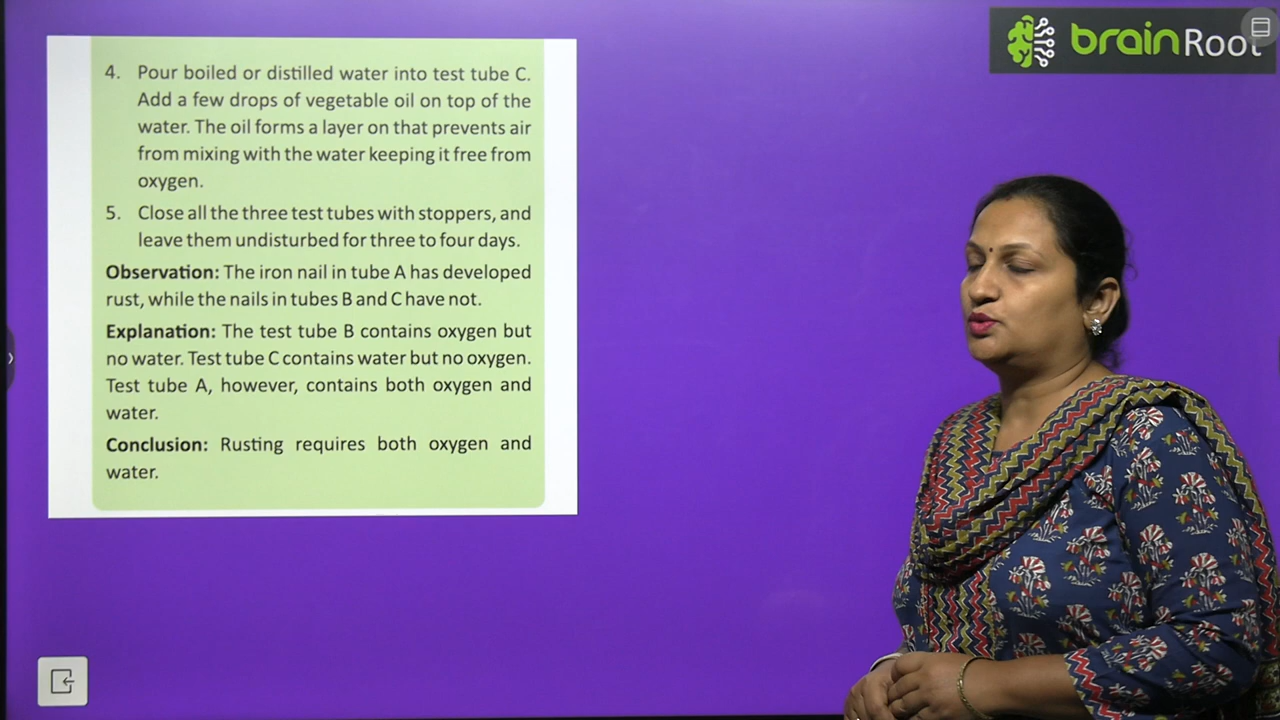 brainRoot
4. Pour boiled or distilled water into test tube C.
Add a few drops of vegetable oil on top of the
water. The oil forms a layer on that prevents air
from mixing with the water keeping it free from
oxygen.
5. Close all the three test tubes with stoppers, and
leave them undisturbed for three to four days.
Observation: The iron nail in tube A has developed
rust, while the nails in tubes B and C have not.
Explanation: The test tube B contains oxygen but
no water. Test tube C contains water but no oxygen.
Test tube A, however, contains both oxygen and
water.
Conclusion: Rusting requires both oxygen and
water.